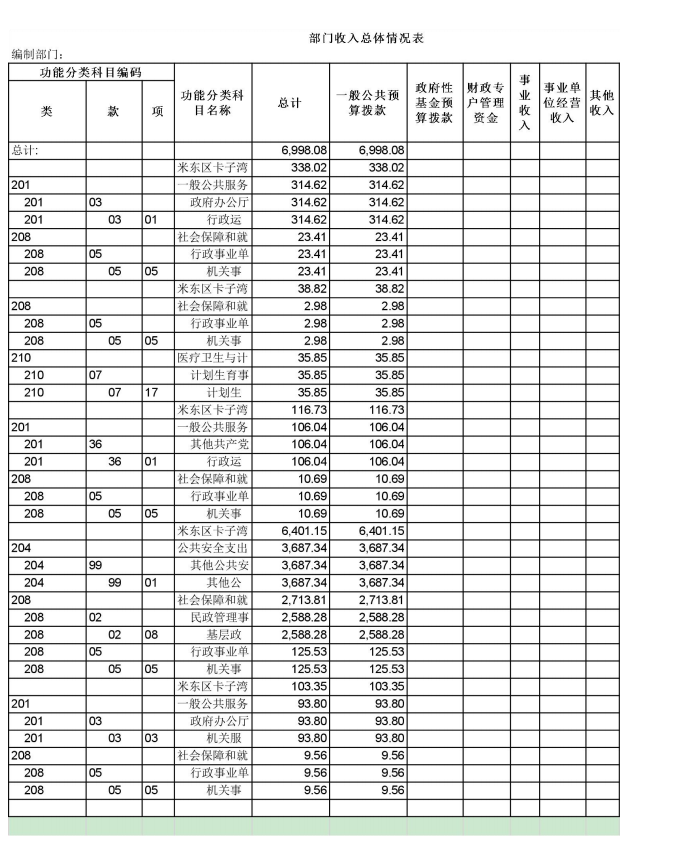 部门收入总体情况表
编制部门：
功能分类科目编码 功能分类科目名称 总计 一般公共预算拨款 政府性基金预算拨款 财政专户管理资金 事业收入 事业单位经营收入 其他收入
类 款 项
总计: 6,998.08 6,998.08
米东区卡子湾 338.02 338.02
201 一般公共服务 314.62 314.62
201 03 政府办公厅 314.62 314.62
201 03 01 行政运 314.62 314.62
208 社会保障和就 23.41 23.41
208 05 行政事业单 23.41 23.41
208 05 05 机关事 23.41 23.41
米东区卡子湾 38.82 38.82
208 社会保障和就 2.98 2.98
208 05 行政事业单 2.98 2.98
208 05 05 机关事 2.98 2.98
210 医疗卫生与计 35.85 35.85
210 07 计划生育事 35.85 35.85
210 07 17 计划生 35.85 35.85
米东区卡子湾 116.73 116.73
201 一般公共服务 106.04 106.04
201 36 其他共产党 106.04 106.04
201 36 01 行政运 106.04 106.04
208 社会保障和就 10.69 10.69
208 05 行政事业单 10.69 10.69
208 05 05 机关事 10.69 10.69
米东区卡子湾 6,401.15 6,401.15
204 公共安全支出 3,687.34 3,687.34
204 99 其他公共安 3,687.34 3,687.34
204 99 01 其他公 3,687.34 3,687.34
208 社会保障和就 2,713.81 2,713.81
208 02 民政管理事 2,588.28 2,588.28
208 02 08 基层政 2,588.28 2,588.28
208 05 行政事业单 125.53 125.53
208 05 05 机关事 125.53 125.53
米东区卡子湾 103.35 103.35
201 一般公共服务 93.80 93.80
201 03 政府办公厅 93.80 93.80
201 03 03 机关服 93.80 93.80
208 社会保障和就 9.56 9.56
208 05 行政事业单 9.56 9.56
208 05 05 机关事 9.56 9.56